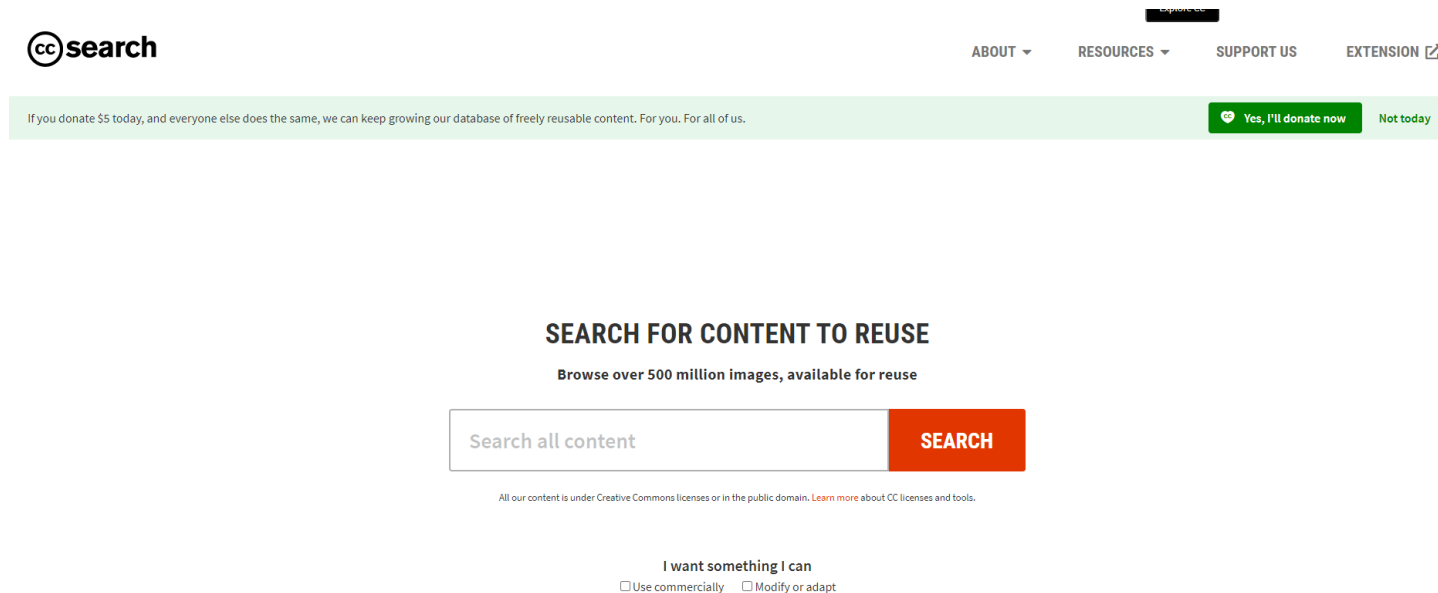 Explore CC
cc search
ABOUT RESOURCES SUPPORT US EXTENSION
If you donate $5 today, and everyone else does the same, we can keep growing our database of freely reusable content. For you. For all of us.
cc Yes, I'll donate now Not today
SEARCH FOR CONTENT TO REUSE
Browse over 500 million images, available for reuse
Search all content SEARCH
All our content is under Creative Commons licenses or in the public domain. Learn more about CC licenses and tools.
I want something I can
Use commercially Modify or adapt